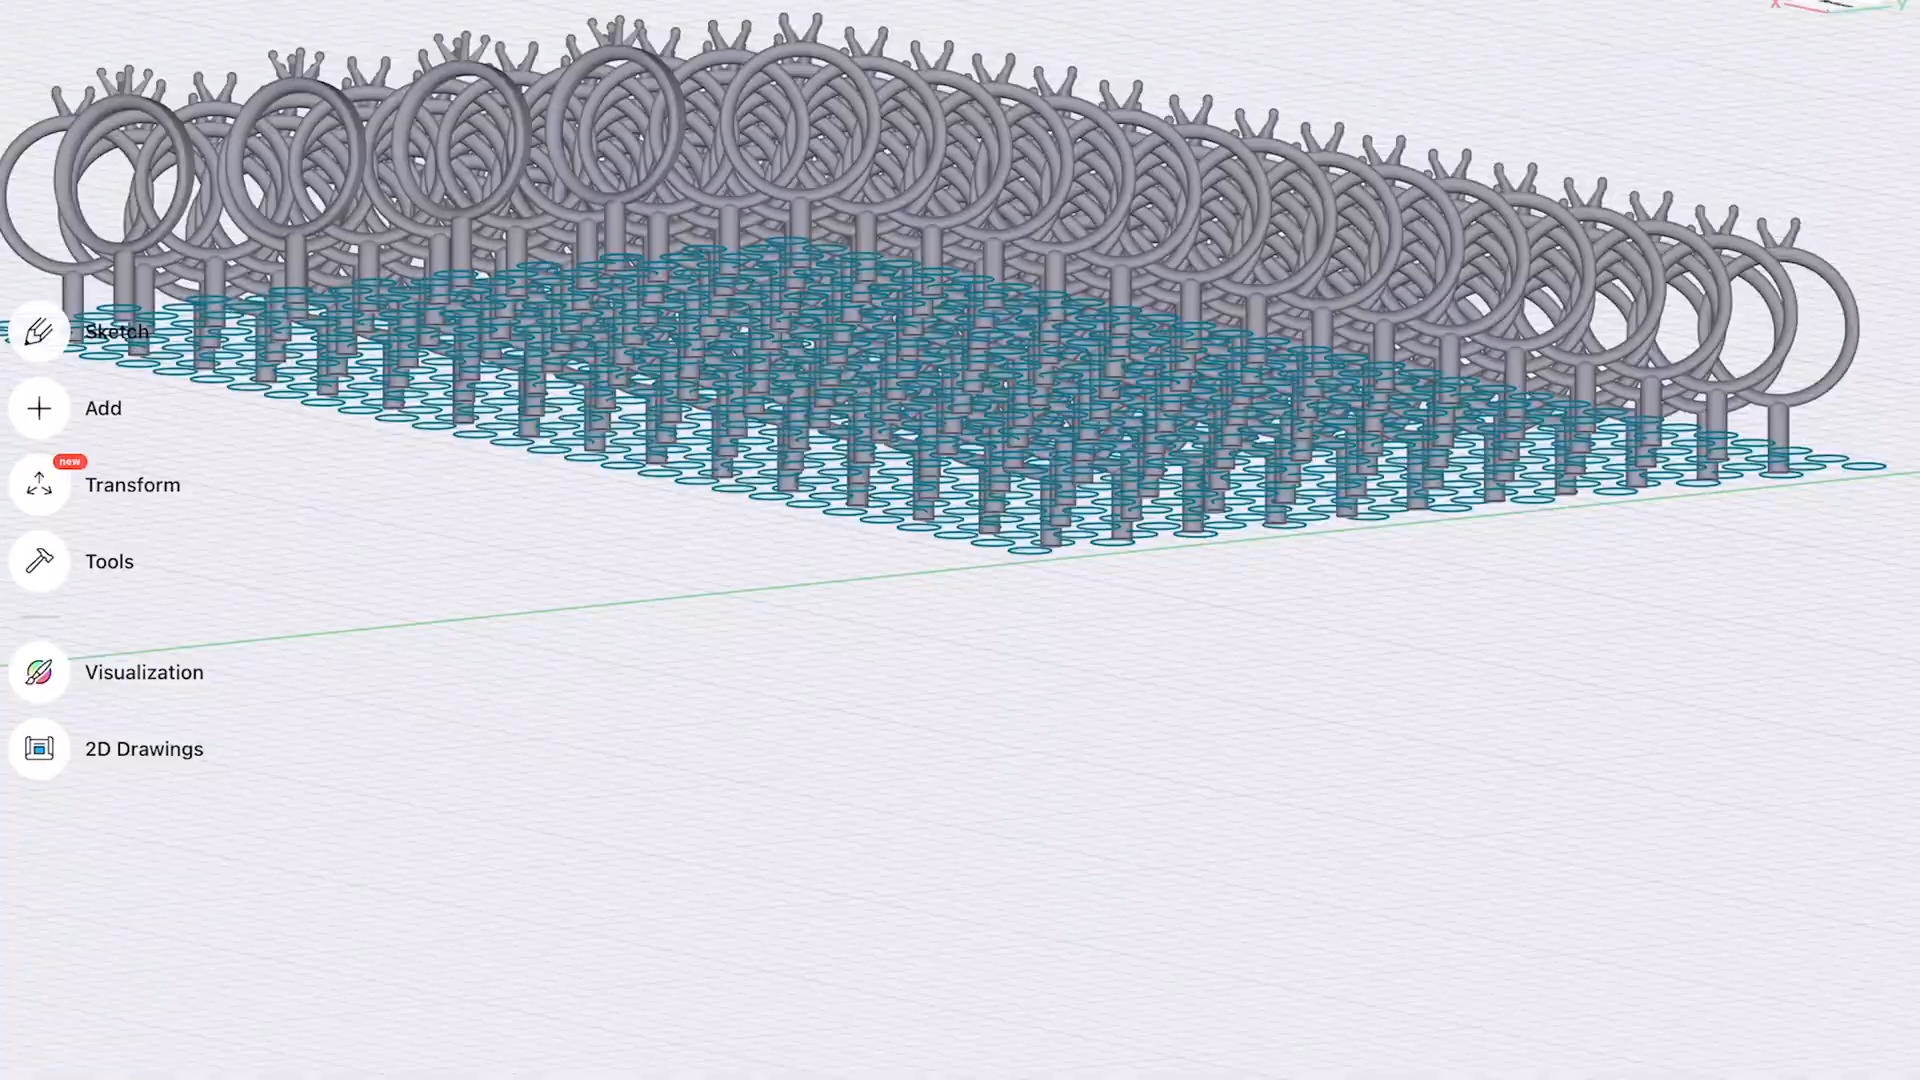 X
Y
Sketch
Add
new
Transform
Tools
Visualization
2D Drawings